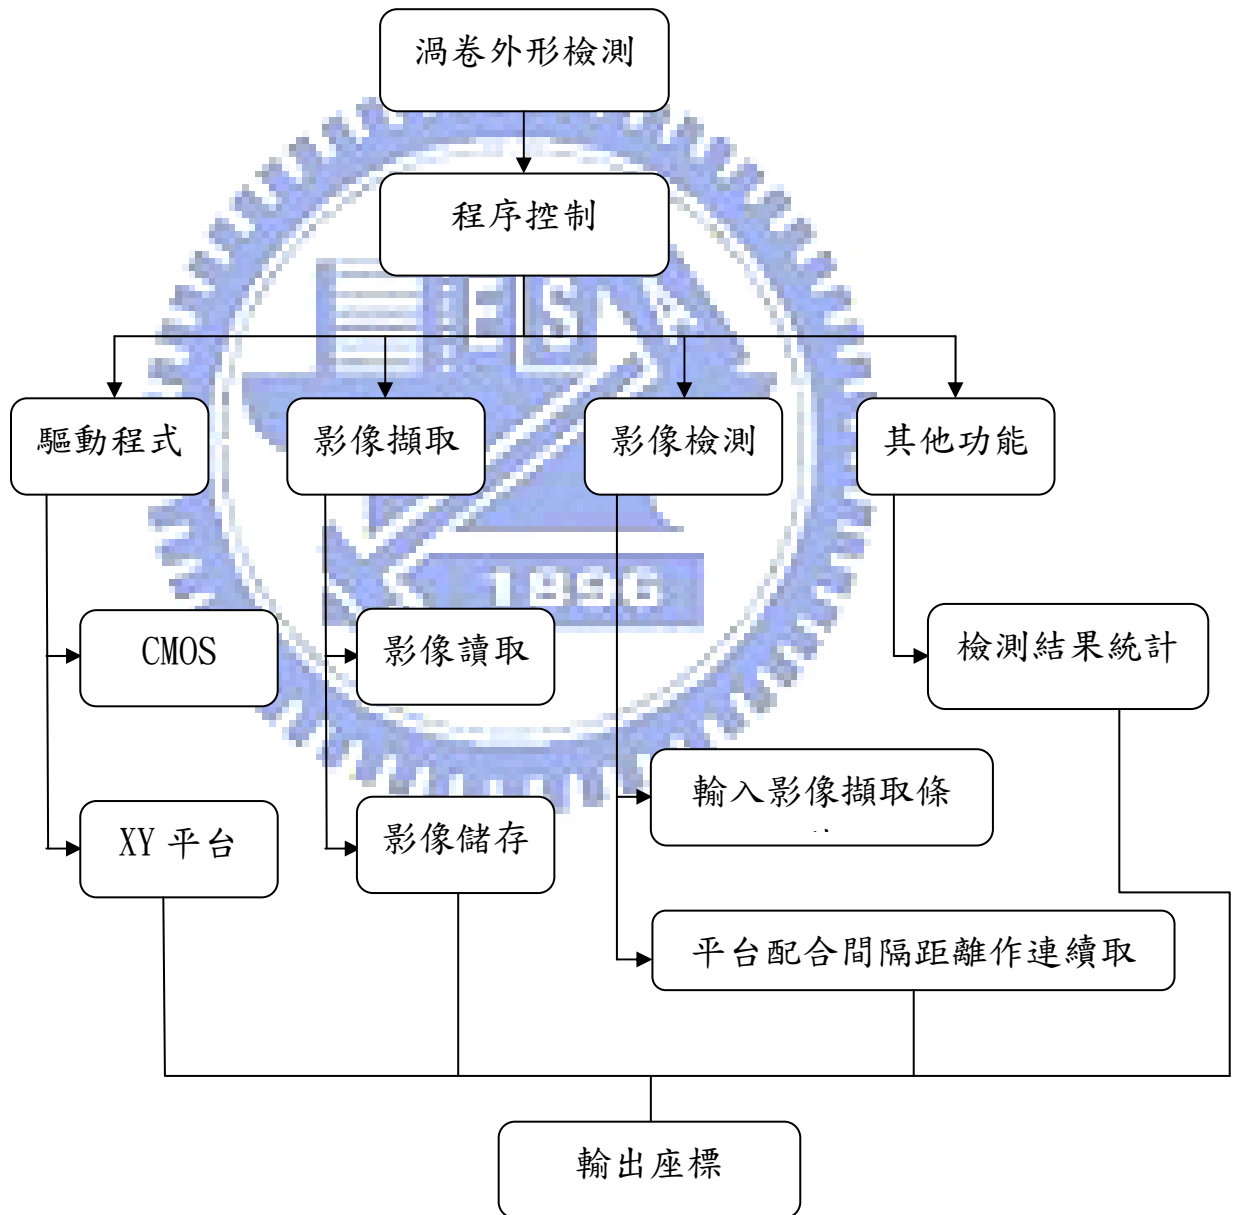 渦卷外形檢測
程序控制
E S A
驅動程式
影像擷取
影像檢測
其他功能
1896
CMOS
影像讀取
檢測結果統計
輸入影像擷取條
XY 平台
影像儲存
平台配合間隔距離作連續取
輸出座標